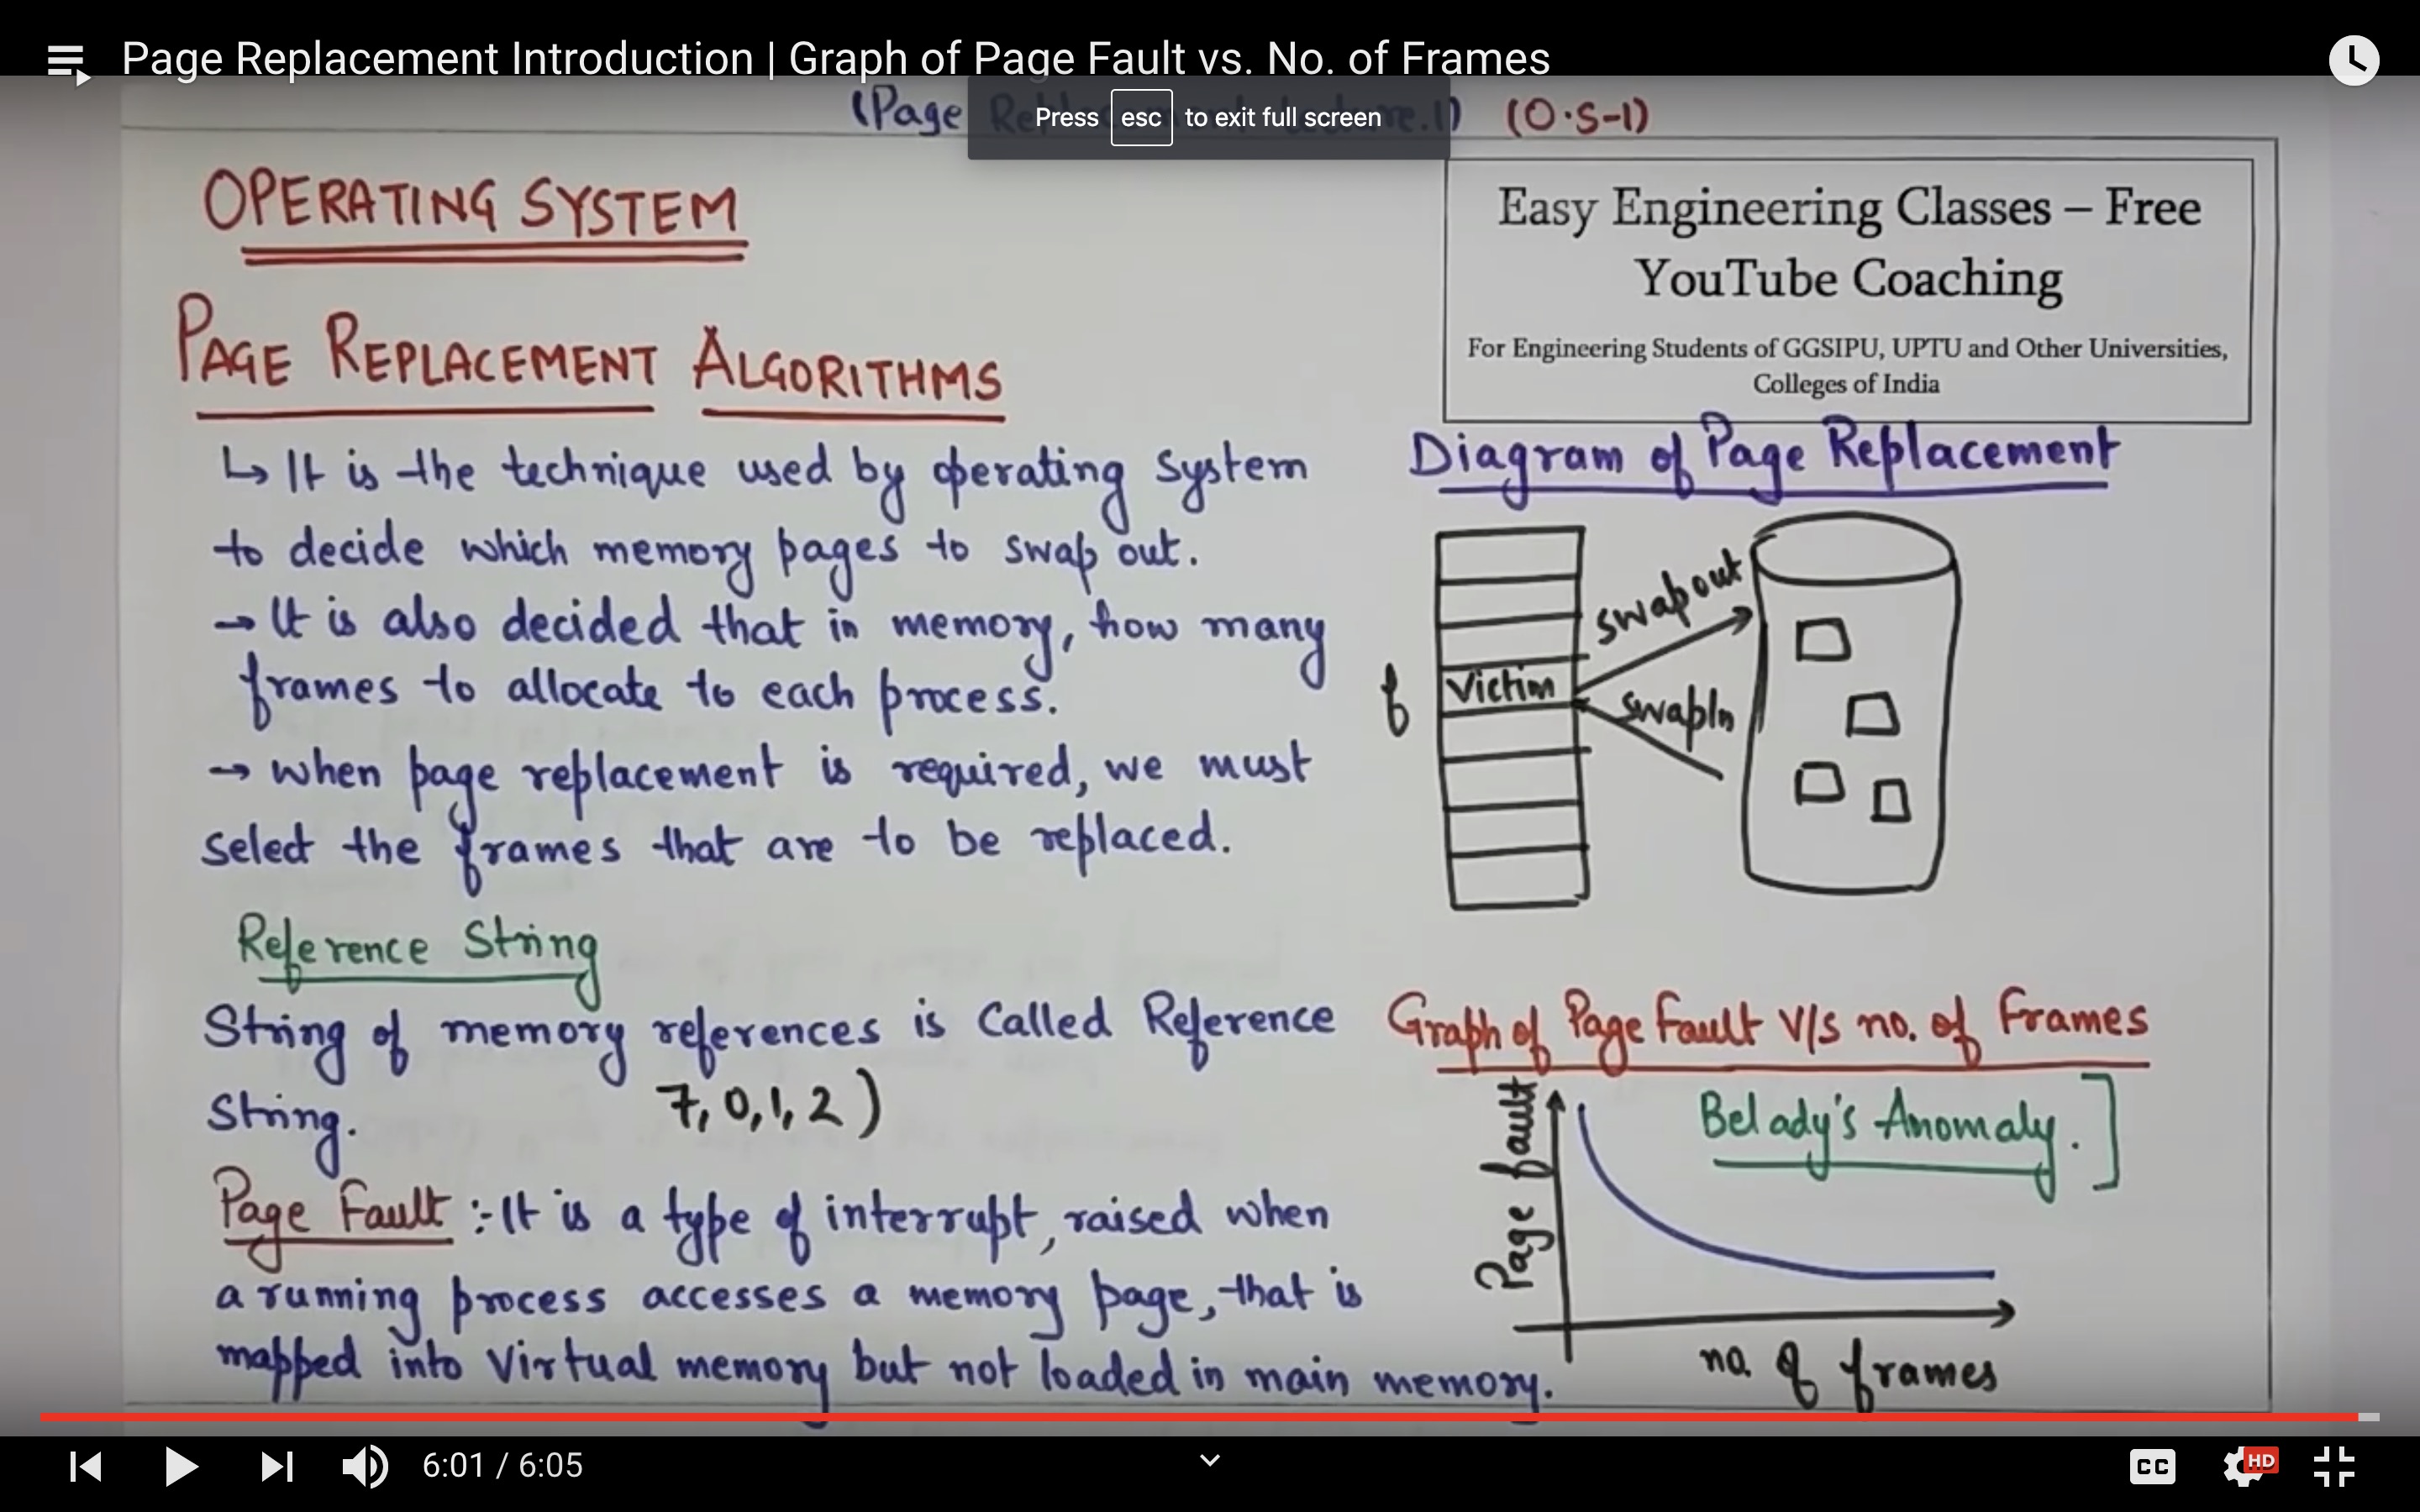 Page Replacement Introduction | Graph of Page Fault vs. No. of Frames
(Page
.1) (O.S-1)
Press esc to exit full screen
OPERATING SYSTEM
PAGE REPLACEMENT ALGORITHMS
↳ It is the technique used by operating system
to decide which memory pages to swap out.
→ It is also decided that in memory, how many
frames to allocate to each process.
→ when page replacement is required, we must
select the frames that are to be replaced.
Reference String
String of memory references is called Reference
String.
7, 0, 1, 2 )
Page Fault :- It is a type of interrupt, raised when
a running process accesses a memory page, that is
mapped into Virtual memory but not loaded in main memory.
Easy Engineering Classes – Free
YouTube Coaching
For Engineering Students of GGSIPU, UPTU and Other Universities,
Colleges of India
Diagram of Page Replacement
swap out
f
Victim
swapIn
Graph of Page Fault V/s no. of Frames
Belady's Anomaly. ]
Page fault
no. of frames
6:01 / 6:05
CC
HD